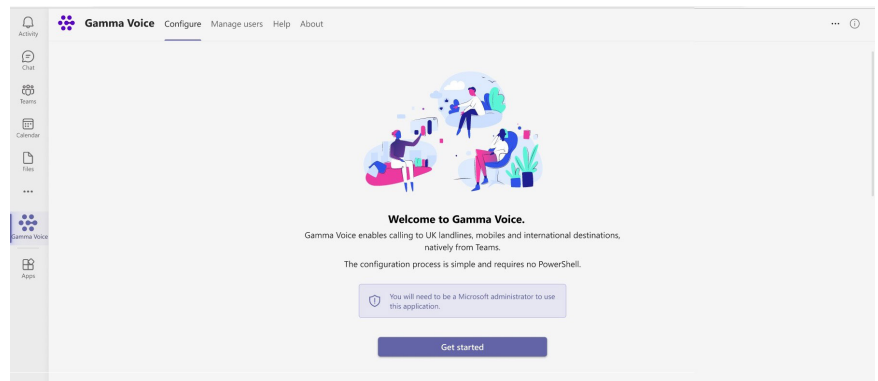 Gamma Voice Configure Manage users Help About
Activity
Chat
Teams
Calendar
Files
Gamma Voice
Apps
Welcome to Gamma Voice.
Gamma Voice enables calling to UK landlines, mobiles and international destinations,
natively from Teams.
The configuration process is simple and requires no PowerShell.
You will need to be a Microsoft administrator to use
this application.
Get started